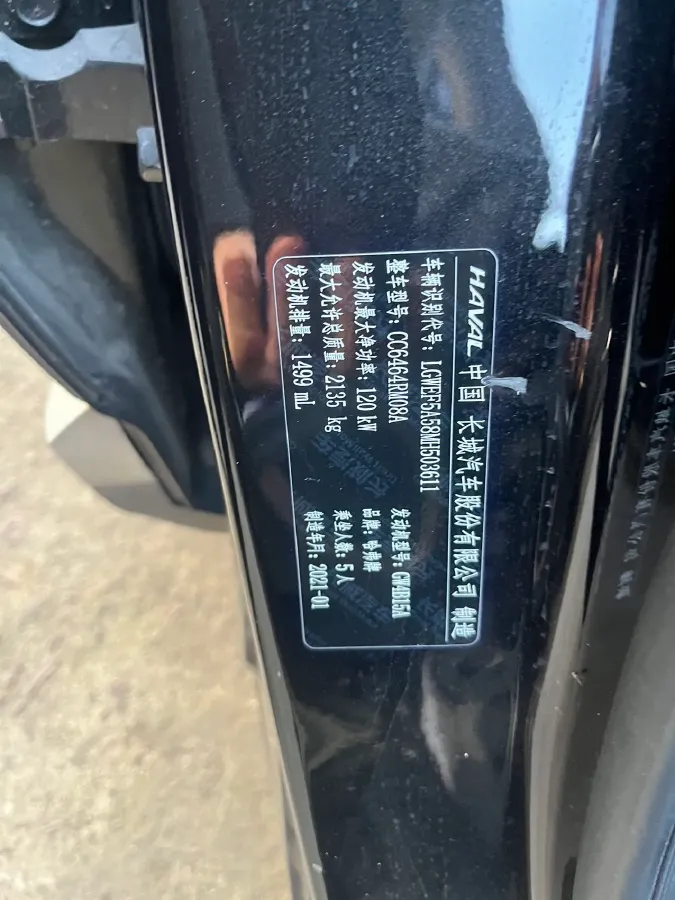 HAVAL 中国 长城汽车股份有限公司 制造
车辆识别代号: LGWEF5A58MH503611
整车型号: CC6464RM08A 发动机型号: GW4B15A
发动机最大净功率: 120 kW 品牌: 哈弗牌
最大允许总质量: 2135 kg 乘坐人数: 5 人
发动机排量: 1499 mL 制造年月: 2021-01